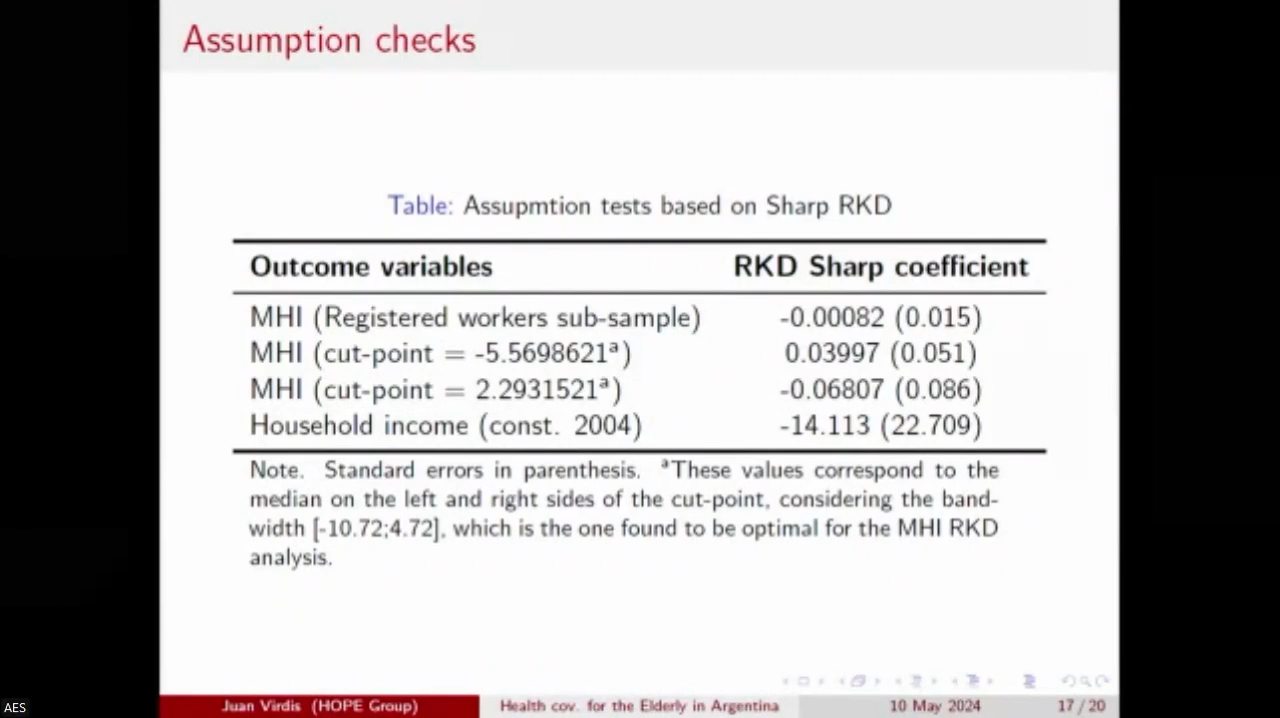 Assumption checks
Table: Assupmtion tests based on Sharp RKD
Outcome variables RKD Sharp coefficient
MHI (Registered workers sub-sample) -0.00082 (0.015)
MHI (cut-point = -5.5698621ᵃ) 0.03997 (0.051)
MHI (cut-point = 2.2931521ᵃ) -0.06807 (0.086)
Household income (const. 2004) -14.113 (22.709)
Note. Standard errors in parenthesis. ᵃThese values correspond to the
median on the left and right sides of the cut-point, considering the band-
width [-10.72;4.72], which is the one found to be optimal for the MHI RKD
analysis.
AES
Juan Virdis (HOPE Group) Health cov. for the Elderly in Argentina 10 May 2024 17 / 20